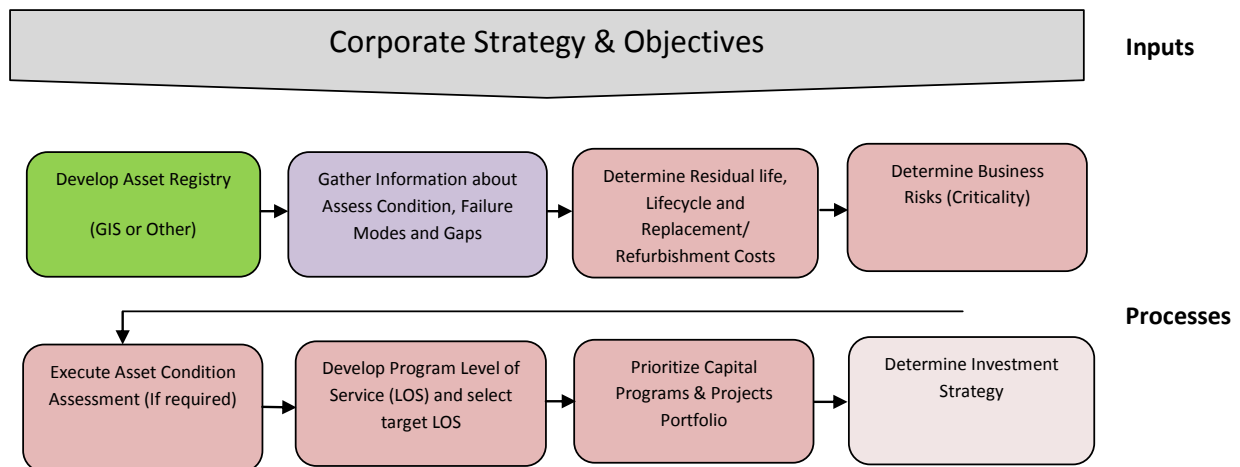 Corporate Strategy & Objectives
Inputs
Develop Asset Registry
(GIS or Other)
Gather Information about
Assess Condition, Failure
Modes and Gaps
Determine Residual life,
Lifecycle and
Replacement/
Refurbishment Costs
Determine Business
Risks (Criticality)
Processes
Execute Asset Condition
Assessment (If required)
Develop Program Level of
Service (LOS) and select
target LOS
Prioritize Capital
Programs & Projects
Portfolio
Determine Investment
Strategy